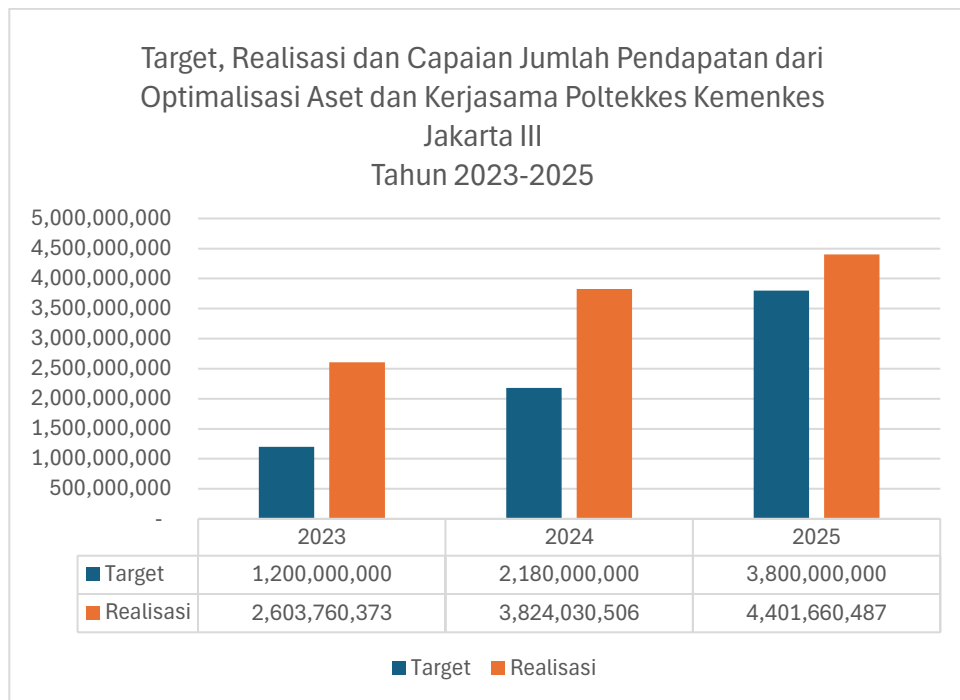 Target, Realisasi dan Capaian Jumlah Pendapatan dari
Optimalisasi Aset dan Kerjasama Poltekkes Kemenkes
Jakarta III
Tahun 2023-2025
5,000,000,000
4,500,000,000
4,000,000,000
3,500,000,000
3,000,000,000
2,500,000,000
2,000,000,000
1,500,000,000
1,000,000,000
500,000,000
-
2023 2024 2025
Target 1,200,000,000 2,180,000,000 3,800,000,000
Realisasi 2,603,760,373 3,824,030,506 4,401,660,487
Target Realisasi